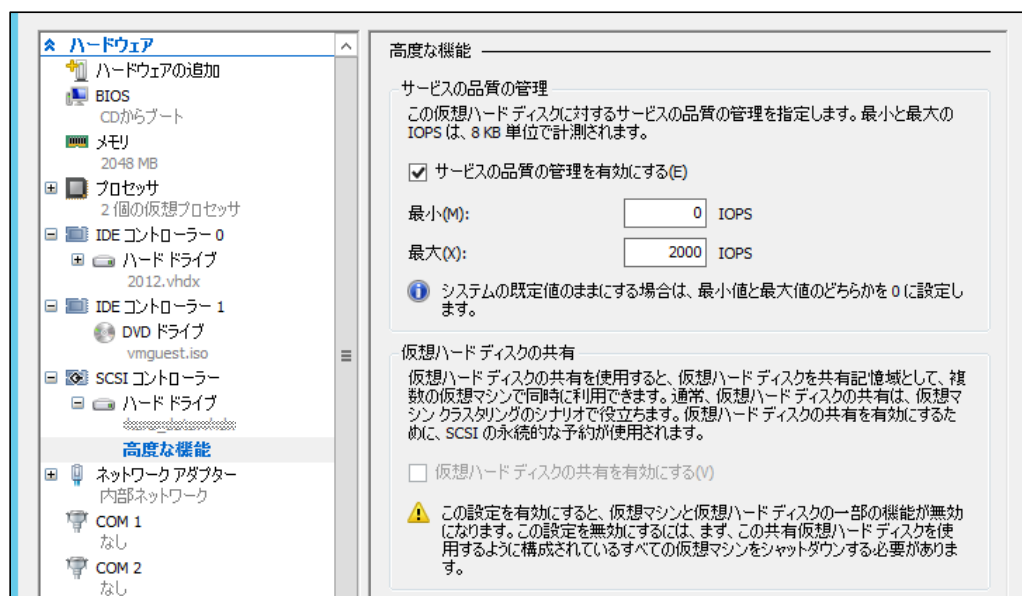 ハードウェア
ハードウェアの追加
BIOS
CDからブート
メモリ
2048 MB
プロセッサ
2 個の仮想プロセッサ
IDE コントローラー 0
ハード ドライブ
2012.vhdx
IDE コントローラー 1
DVD ドライブ
vmguest.iso
SCSI コントローラー
ハード ドライブ
高度な機能
ネットワーク アダプター
内部ネットワーク
COM 1
なし
COM 2
なし
高度な機能
サービスの品質の管理
この仮想ハード ディスクに対するサービスの品質の管理を指定します。最小と最大の
IOPS は、8 KB 単位で計測されます。
サービスの品質の管理を有効にする(E)
最小(M):
0 IOPS
最大(X):
2000 IOPS
システムの既定値のままにする場合は、最小値と最大値のどちらかを 0 に設定し
ます。
仮想ハード ディスクの共有
仮想ハード ディスクの共有を使用すると、仮想ハード ディスクを共有記憶域として、複
数の仮想マシンで同時に利用できます。通常、仮想ハード ディスクの共有は、仮想マ
シン クラスタリングのシナリオで役立ちます。仮想ハード ディスクの共有を有効にするた
めに、SCSI の永続的な予約が使用されます。
仮想ハード ディスクの共有を有効にする(V)
この設定を有効にすると、仮想マシンと仮想ハード ディスクの一部の機能が無効
になります。この設定を無効にするには、まず、この共有仮想ハード ディスクを使
用するように構成されているすべての仮想マシンをシャットダウンする必要がありま
す。